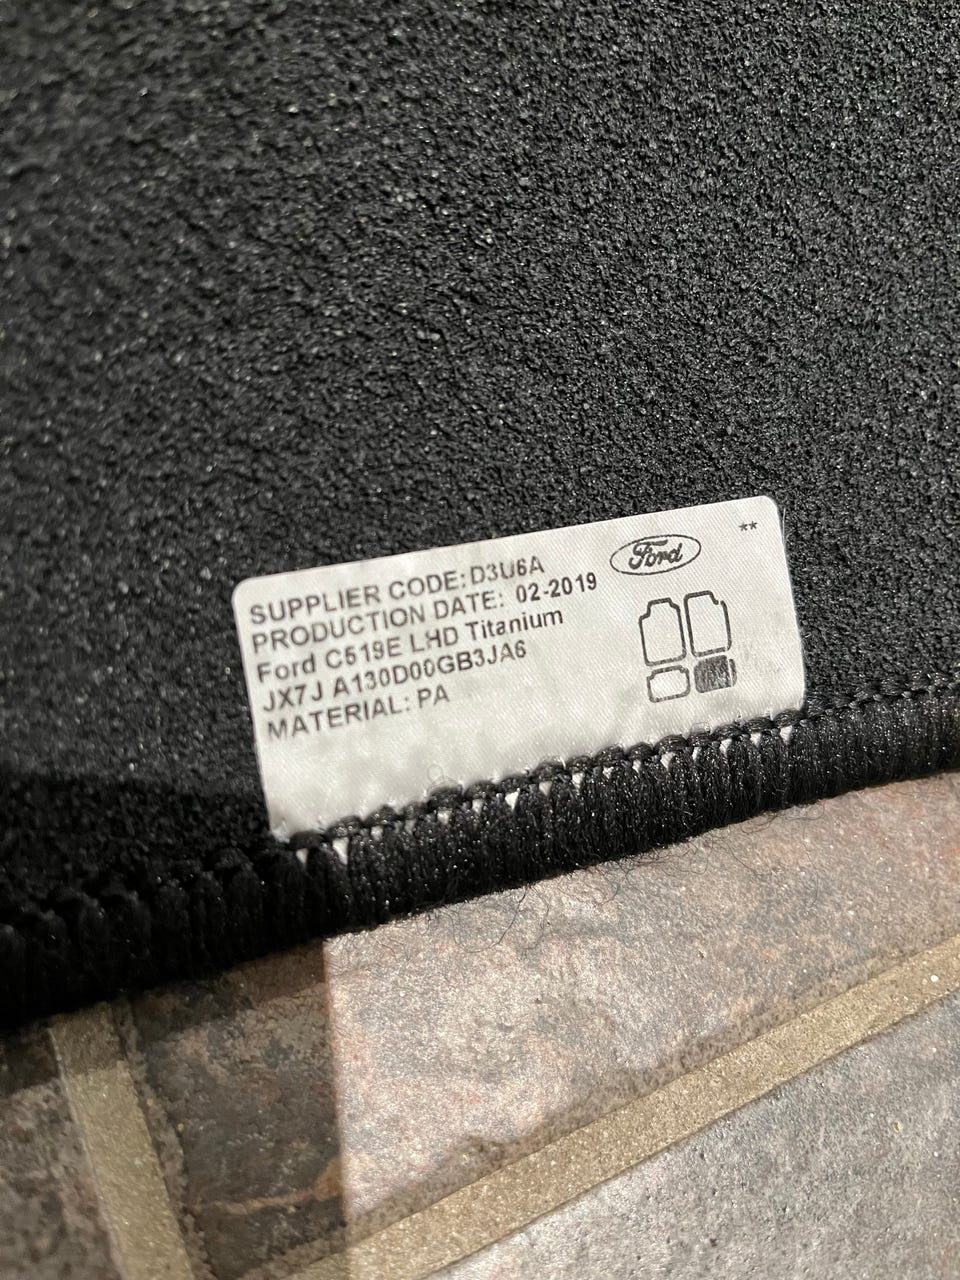 **
Ford
SUPPLIER CODE: D3U6A
PRODUCTION DATE: 02-2019
Ford C519E LHD Titanium
JX7J A130D00GB3JA6
MATERIAL: PA